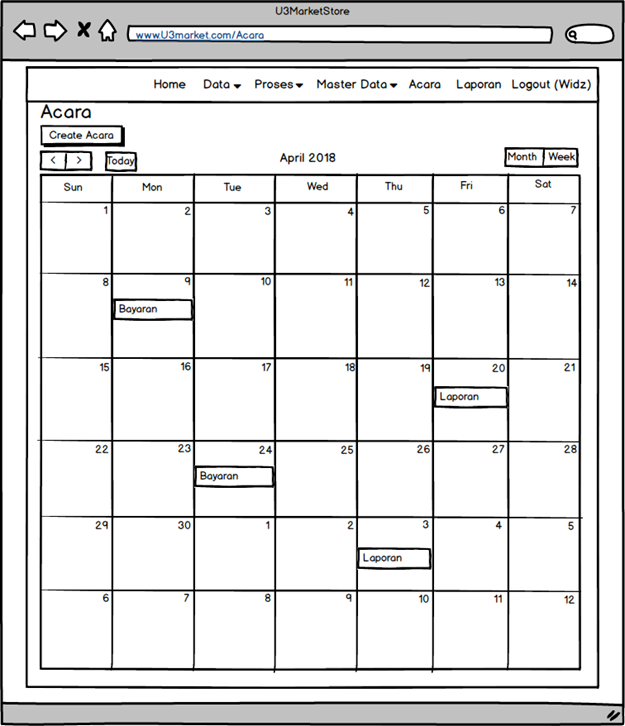 U3MarketStore
www.U3market.com/Acara
Home Data Proses Master Data Acara Laporan Logout (Widz)
Acara
Create Acara
< > Today April 2018 Month Week
Sun Mon Tue Wed Thu Fri Sat
1 2 3 4 5 6 7
8 9 10 11 12 13 14
Bayaran
15 16 17 18 19 20 21
Laporan
22 23 24 25 26 27 28
Bayaran
29 30 1 2 3 4 5
Laporan
6 7 8 9 10 11 12